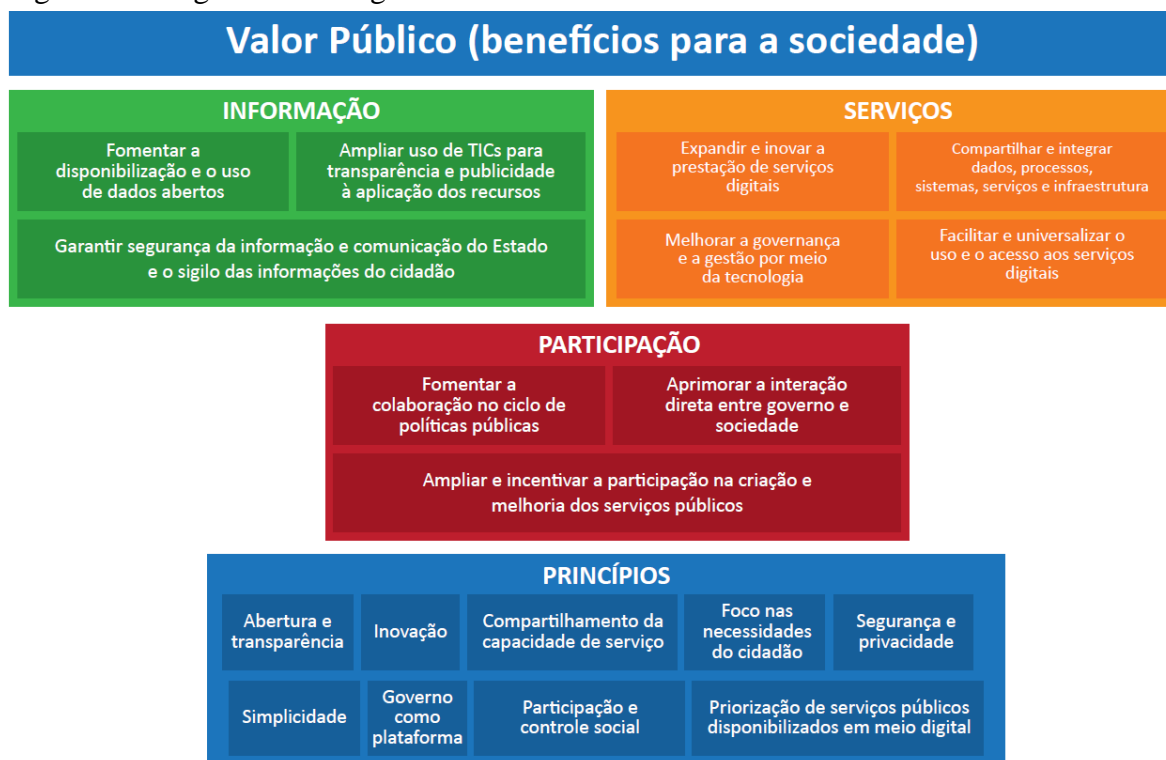 Valor Público (benefícios para a sociedade)
INFORMAÇÃO
Fomentar a
disponibilização e o uso
de dados abertos
Ampliar uso de TICs para
transparência e publicidade
à aplicação dos recursos
Garantir segurança da informação e comunicação do Estado
e o sigilo das informações do cidadão
SERVIÇOS
Expandir e inovar a
prestação de serviços
digitais
Compartilhar e integrar
dados, processos,
sistemas, serviços e infraestrutura
Melhorar a governança
e a gestão por meio
da tecnologia
Facilitar e universalizar o
uso e o acesso aos serviços
digitais
PARTICIPAÇÃO
Fomentar a
colaboração no ciclo de
políticas públicas
Aprimorar a interação
direta entre governo e
sociedade
Ampliar e incentivar a participação na criação e
melhoria dos serviços públicos
PRINCÍPIOS
Abertura e
transparência
Inovação
Compartilhamento da
capacidade de serviço
Foco nas
necessidades
do cidadão
Segurança e
privacidade
Simplicidade
Governo
como
plataforma
Participação e
controle social
Priorização de serviços públicos
disponibilizados em meio digital